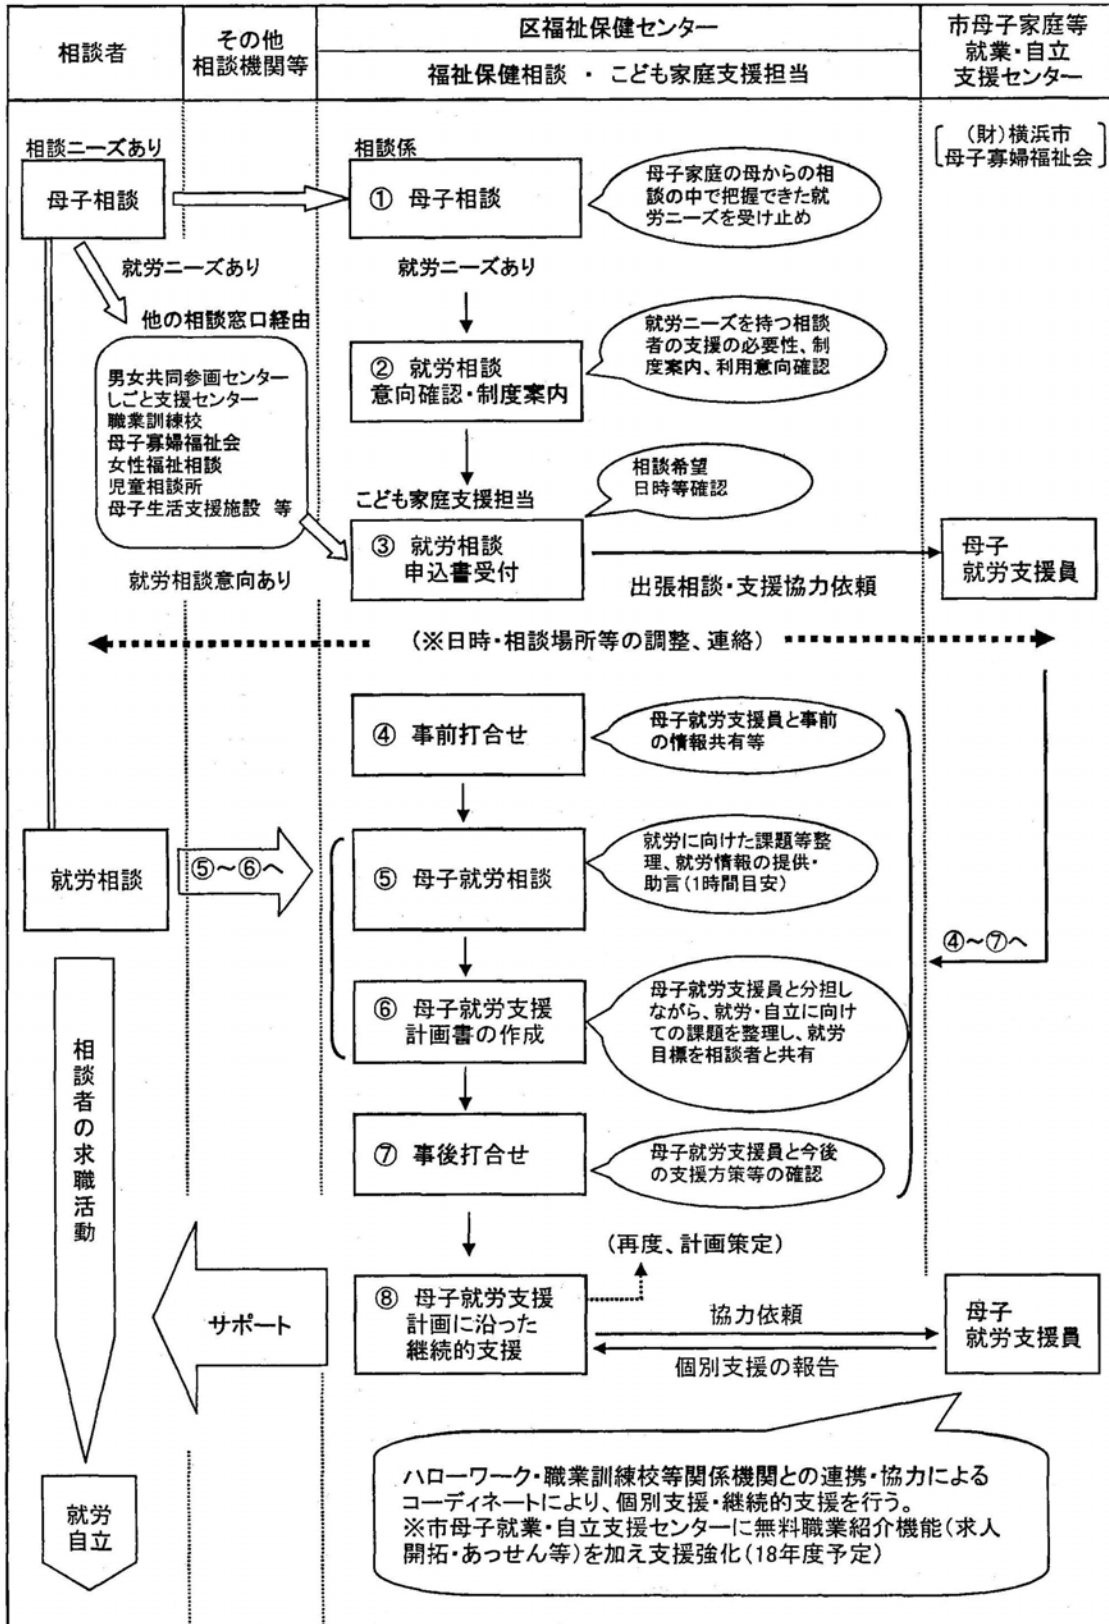 相談者
その他
相談機関等
区福祉保健センター
福祉保健相談 ・ こども家庭支援担当
市母子家庭等
就業・自立
支援センター
(財)横浜市
母子寡婦福祉会
相談ニーズあり
母子相談
相談係
① 母子相談
母子家庭の母からの相
談の中で把握できた就
労ニーズを受け止め
就労ニーズあり
就労ニーズあり
他の相談窓口経由
男女共同参画センター
しごと支援センター
職業訓練校
母子寡婦福祉会
女性福祉相談
児童相談所
母子生活支援施設 等
② 就労相談
意向確認・制度案内
就労ニーズを持つ相談
者の支援の必要性、制
度案内、利用意向確認
相談希望
日時等確認
こども家庭支援担当
③ 就労相談
申込書受付
就労相談意向あり
出張相談・支援協力依頼
母子
就労支援員
(※日時・相談場所等の調整、連絡)
④ 事前打合せ
母子就労支援員と事前
の情報共有等
就労相談
⑤～⑥へ
⑤ 母子就労相談
就労に向けた課題等整
理、就労情報の提供・
助言(1時間目安)
④～⑦へ
⑥ 母子就労支援
計画書の作成
母子就労支援員と分担し
ながら、就労・自立に向け
ての課題を整理し、就労
目標を相談者と共有
相談者の求職活動
⑦ 事後打合せ
母子就労支援員と今後
の支援方策等の確認
(再度、計画策定)
サポート
⑧ 母子就労支援
計画に沿った
継続的支援
協力依頼
個別支援の報告
母子
就労支援員
就労
自立
ハローワーク・職業訓練校等関係機関との連携・協力による
コーディネートにより、個別支援・継続的支援を行う。
※市母子就業・自立支援センターに無料職業紹介機能(求人
開拓・あっせん等)を加え支援強化(18年度予定)